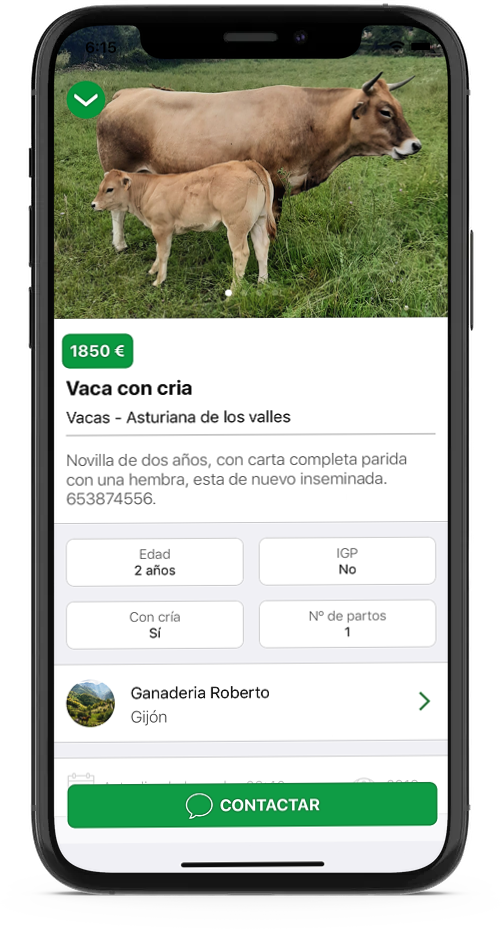 6:15
1850 €
Vaca con cria
Vacas - Asturiana de los valles
Novilla de dos años, con carta completa parida
con una hembra, esta de nuevo inseminada.
653874556.
Edad
2 años
IGP
No
Con cría
Sí
Nº de partos
1
Ganaderia Roberto
Gijón
CONTACTAR